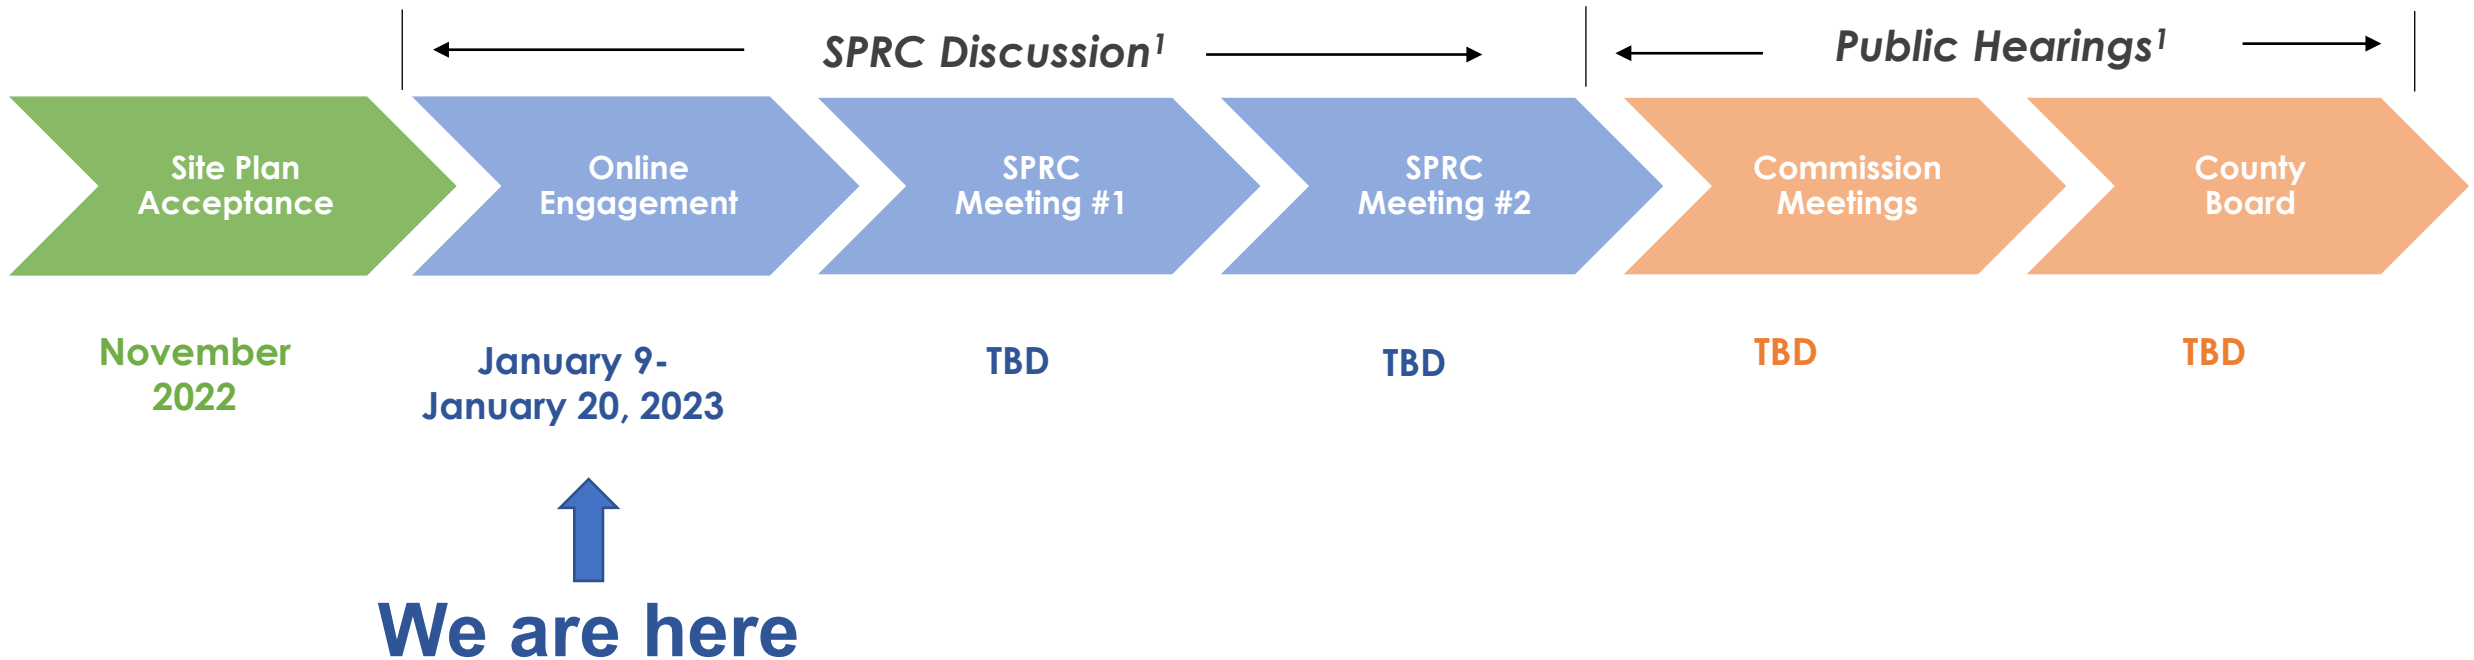 SPRC Discussion¹
Public Hearings¹
Site Plan
Acceptance
Online
Engagement
SPRC
Meeting #1
SPRC
Meeting #2
Commission
Meetings
County
Board
November
2022
January 9-
January 20, 2023
TBD
TBD
TBD
TBD
We are here